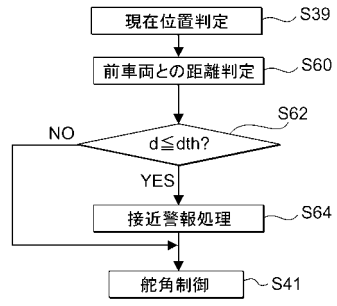 現在位置判定
S39
前車両との距離判定
S60
S62
NO
d≦dth?
YES
接近警報処理
S64
舵角制御
S41